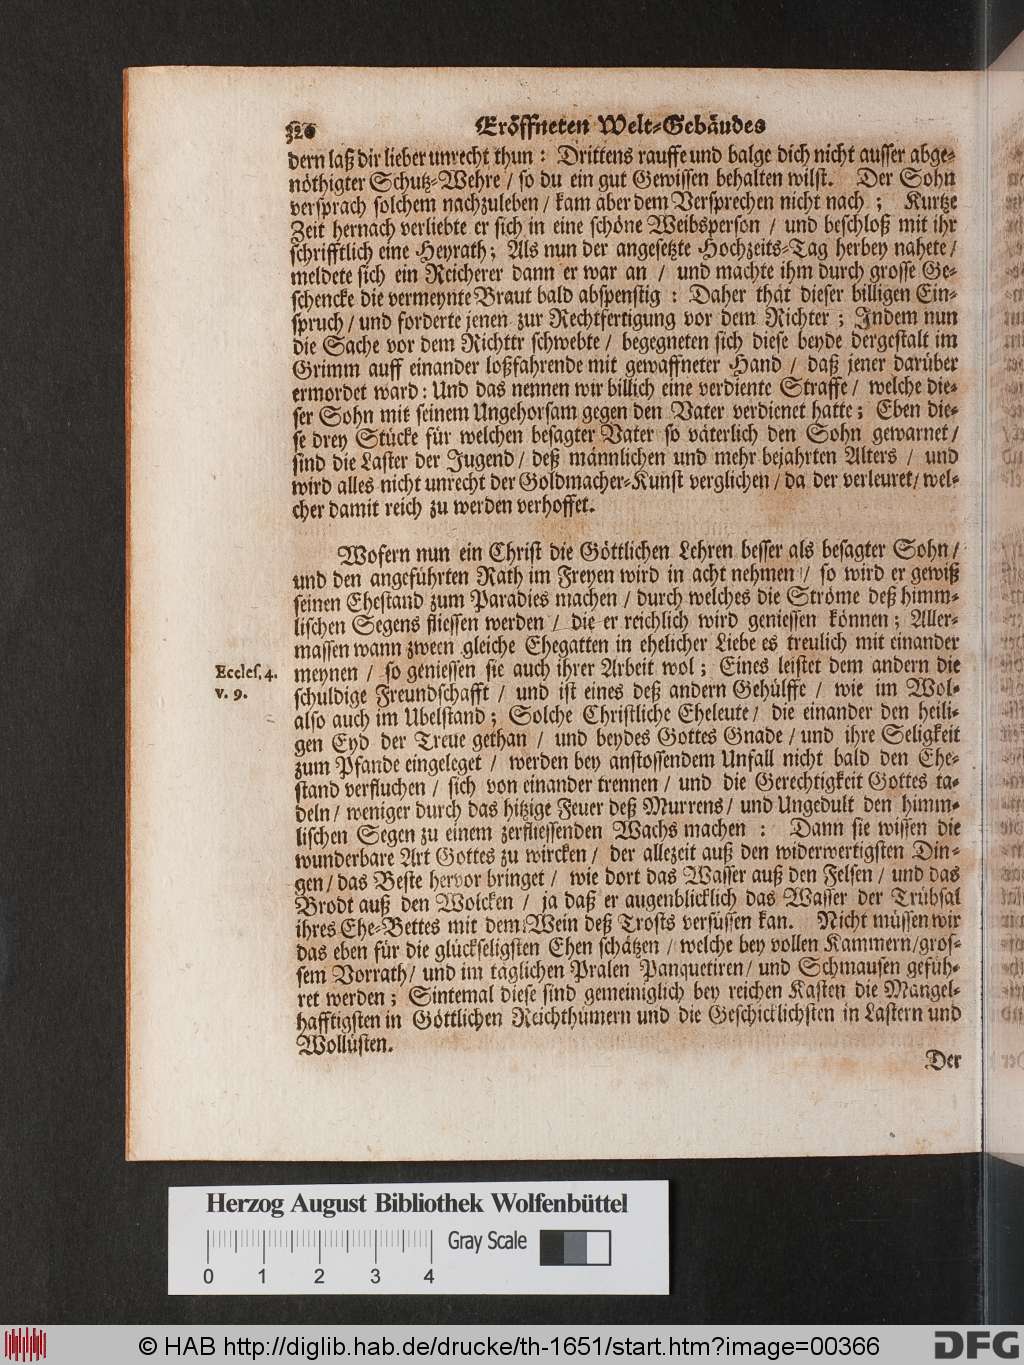 326 Eröffneten Welt-Gebäudes
dern laß dir lieber unrecht thun: Drittens rauffe und balge dich nicht ausser abge-
nöthigter Schutz-Wehre / so du ein gut Gewissen behalten wilst. Der Sohn
versprach solchem nachzuleben / kam aber dem Versprechen nicht nach; Kurtze
Zeit hernach verliebte er sich in eine schöne Weibsperson / und beschloß mit ihr
schrifftlich eine Heyrath; Als nun der angesetzte Hochzeits-Tag herbey nahete /
meldete sich ein Reicherer dann er war an / und machte ihm durch grosse Ge-
schencke die vermeynte Braut bald abspenstig: Daher that dieser billigen Ein-
spruch / und forderte jenen zur Rechtfertigung vor dem Richter; Indem nun
die Sache vor dem Richttr schwebte / begegneten sich diese beyde dergestalt im
Grimm auff einander loßfahrende mit gewaffneter Hand / daß jener darüber
ermordet ward: Und das nennen wir billich eine verdiente Straffe / welche die-
ser Sohn mit seinem Ungehorsam gegen den Vater verdienet hatte; Eben die-
se drey Stücke für welchen besagter Vater so väterlich den Sohn gewarnet /
sind die Laster der Jugend / deß männlichen und mehr bejahrten Alters / und
wird alles nicht unrecht der Goldmacher-Kunst verglichen / da der verleuret / wel-
cher damit reich zu werden verhoffet.
Wofern nun ein Christ die Göttlichen Lehren besser als besagter Sohn /
und den angeführten Rath im Freyen wird in acht nehmen / so wird er gewiß
seinen Ehestand zum Paradies machen / durch welches die Ströme deß himm-
lischen Segens fliessen werden / die er reichlich wird geniessen können; Aller-
massen wann zween gleiche Ehegatten in ehelicher Liebe es treulich mit einander
Eccles. 4. meynen / so geniessen sie auch ihrer Arbeit wol; Eines leistet dem andern die
v. 9. schuldige Freundschafft / und ist eines deß andern Gehülffe / wie im Wol-
also auch im Ubelstand; Solche Christliche Eheleute / die einander den heili-
gen Eyd der Treue gethan / und beydes Gottes Gnade / und ihre Seligkeit
zum Pfande eingeleget / werden bey anstossendem Unfall nicht bald den Ehe-
stand verfluchen / sich von einander trennen / und die Gerechtigkeit Gottes ta-
deln / weniger durch das hitzige Feuer deß Murrens / und Ungedult den himm-
lischen Segen zu einem zerfliessenden Wachs machen: Dann sie wissen die
wunderbare Art Gottes zu wircken / der allezeit auß den widerwertigsten Din-
gen / das Beste hervor bringet / wie dort das Wasser auß den Felsen / und das
Brodt auß den Wolcken / ja daß er augenblicklich das Wasser der Trübsal
ihres Ehe-Bettes mit dem Wein deß Trosts versüssen kan. Nicht müssen wir
das eben für die glückseligsten Ehen schätzen / welche bey vollen Kammern / gros-
sem Vorrath / und im täglichen Pralen Panquetiren / und Schmausen gefüh-
ret werden; Sintemal diese sind gemeiniglich bey reichen Kasten die Mangel-
hafftigsten in Göttlichen Reichthümern und die Geschicklichsten in Lastern und
Wollüsten.
Der
Herzog August Bibliothek Wolfenbüttel
Gray Scale
0 1 2 3 4
© HAB http://diglib.hab.de/drucke/th-1651/start.htm?image=00366
DFG